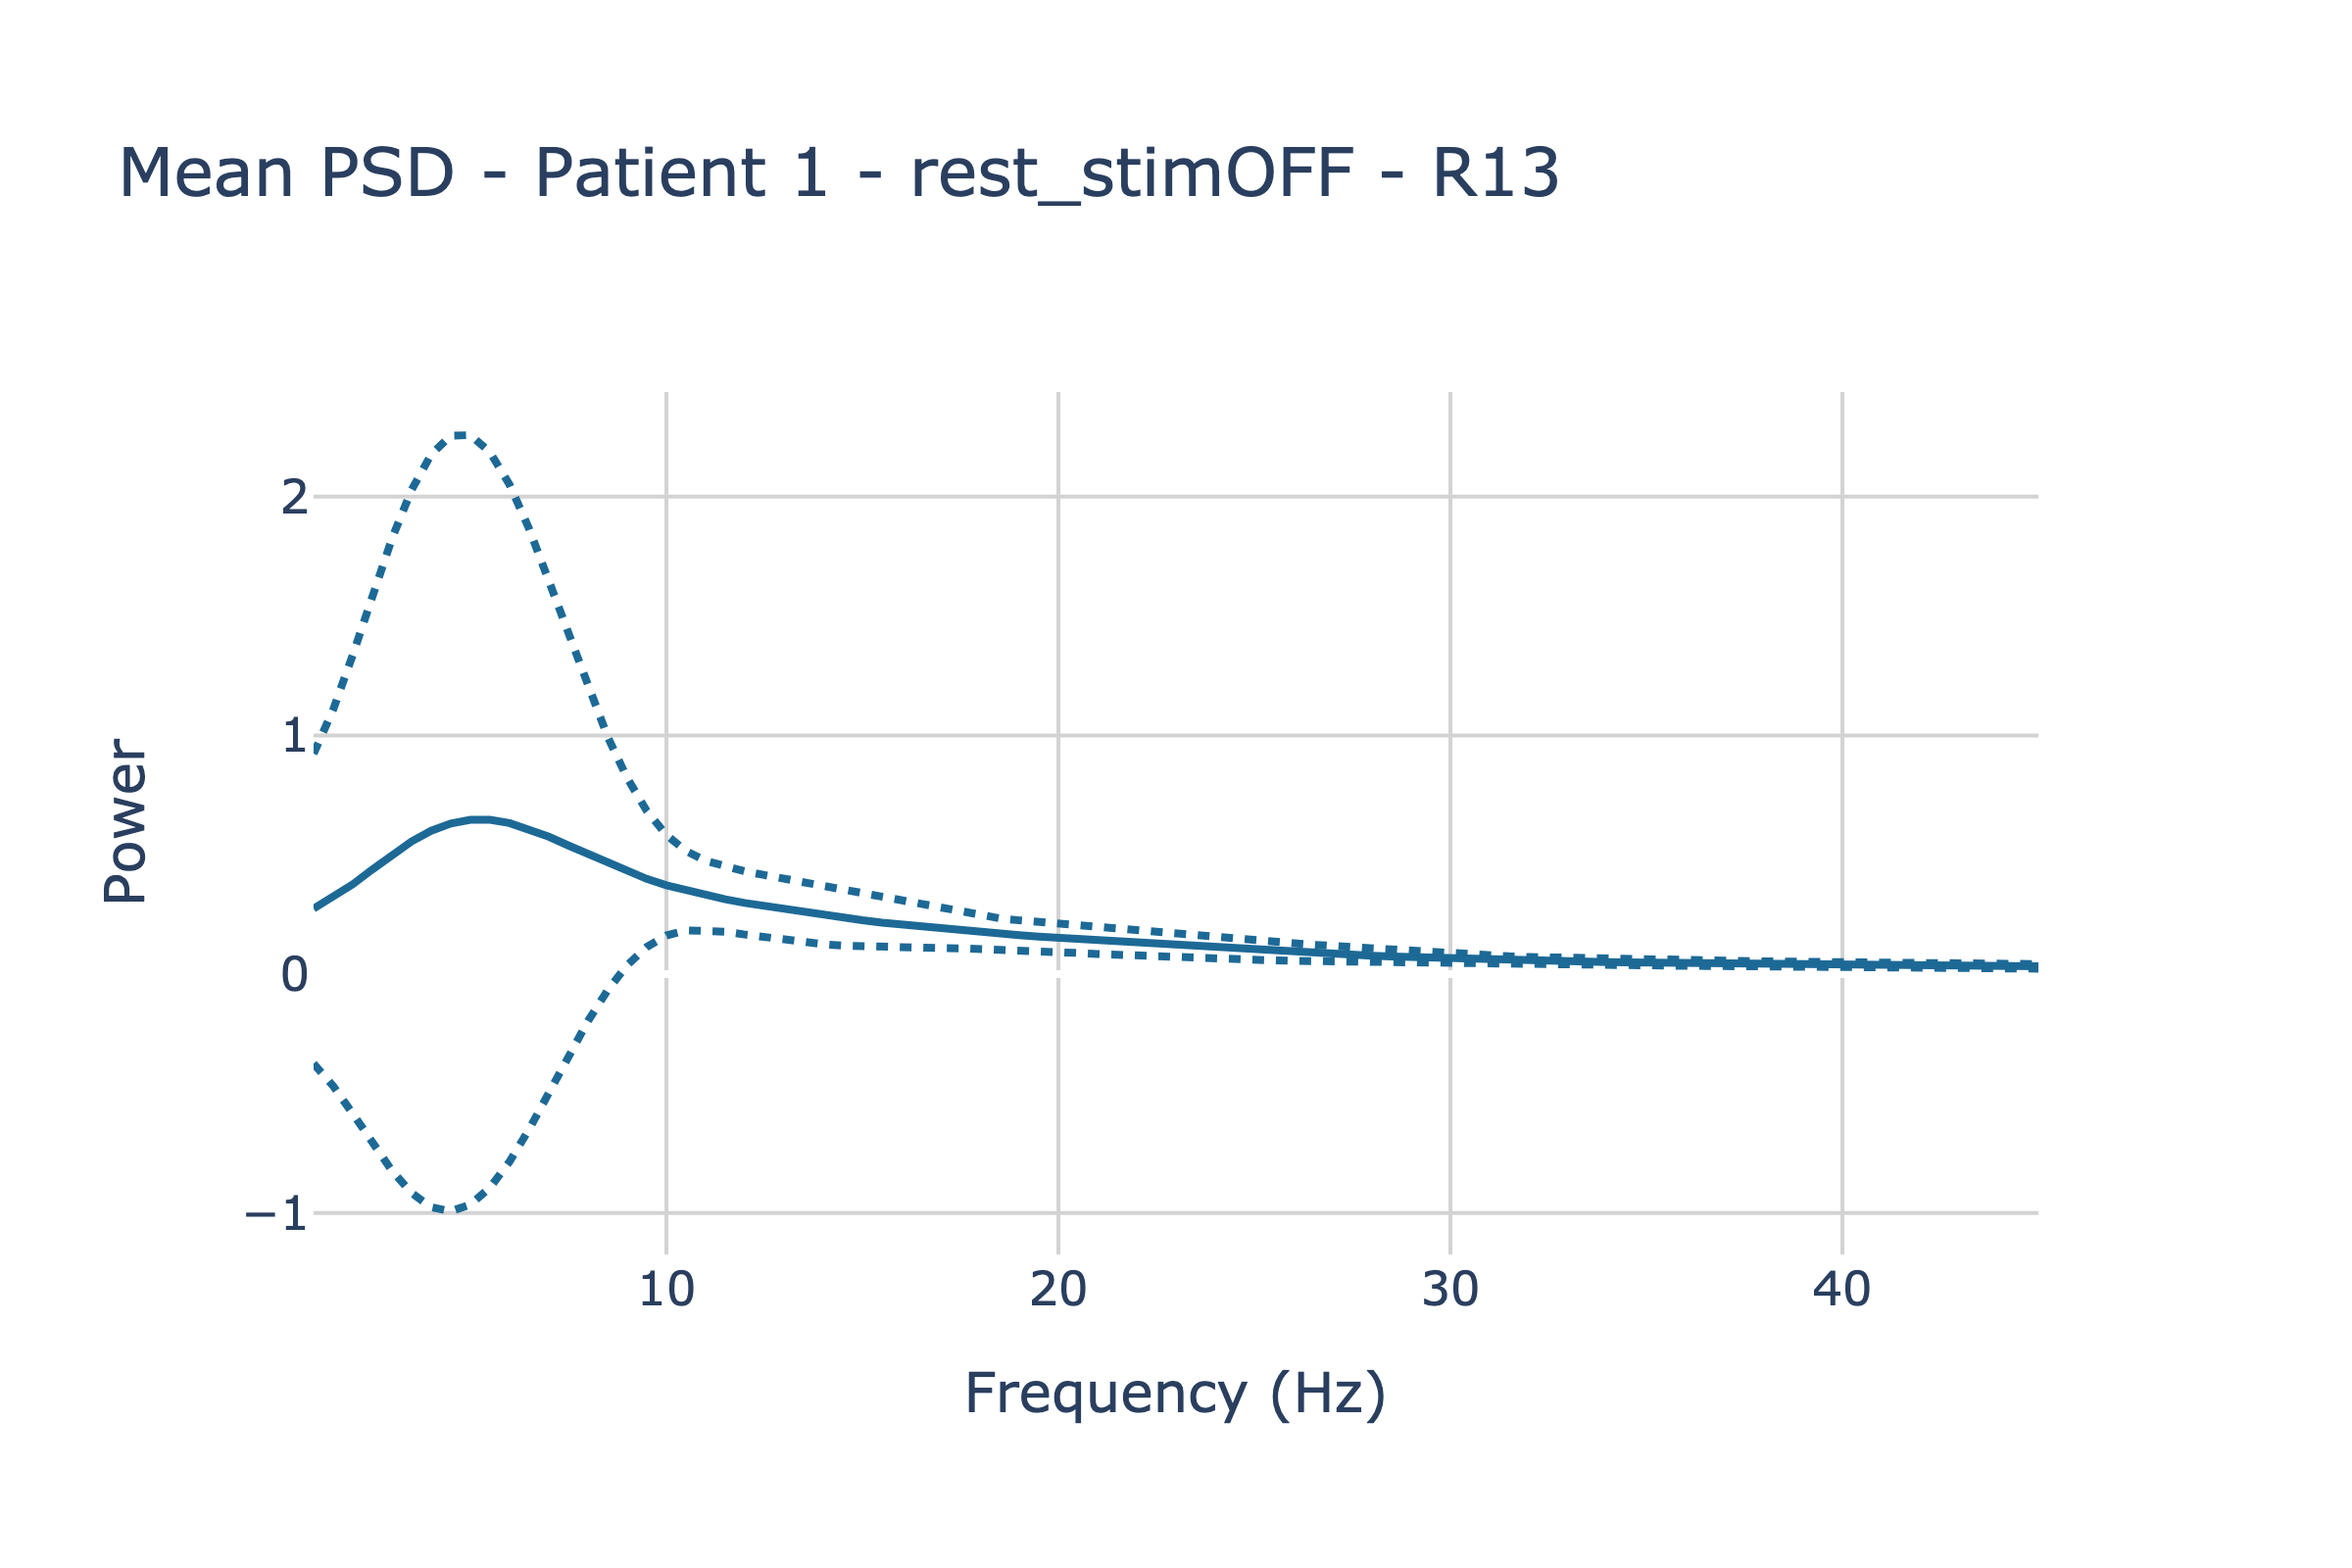 Mean PSD - Patient 1 - rest_stimOFF - R13
2
1
0
−1
Power
10 20 30 40
Frequency (Hz)